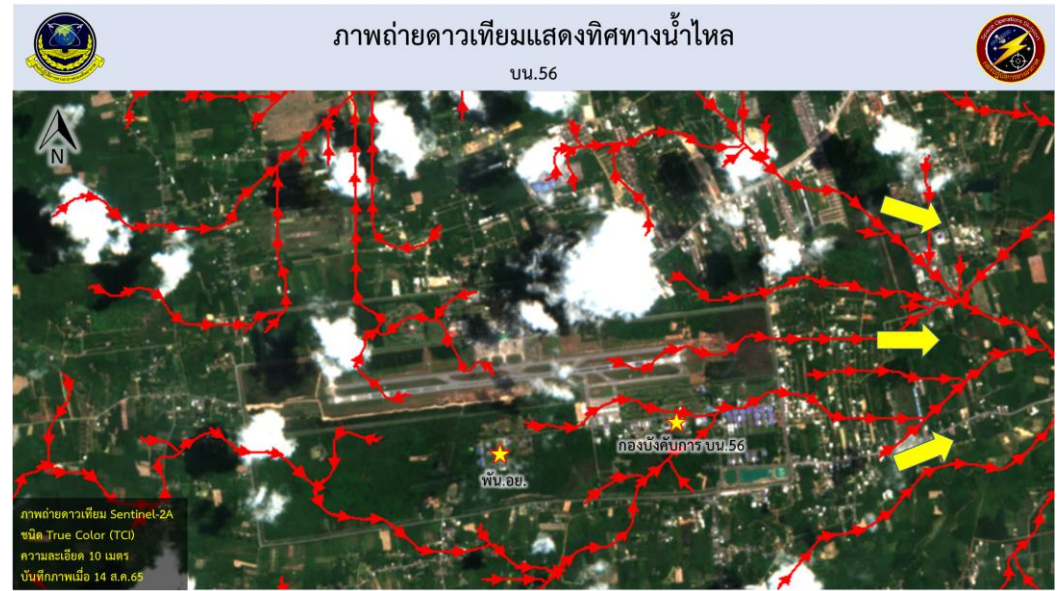 ภาพถ่ายดาวเทียมแสดงทิศทางน้ำไหล
บน.56
Space Operations Division
N
กองบังคับการ บน.56
พัน.อย.
ภาพถ่ายดาวเทียม Sentinel-2A
ชนิด True Color (TCI)
ความละเอียด 10 เมตร
บันทึกภาพเมื่อ 14 ส.ค.65